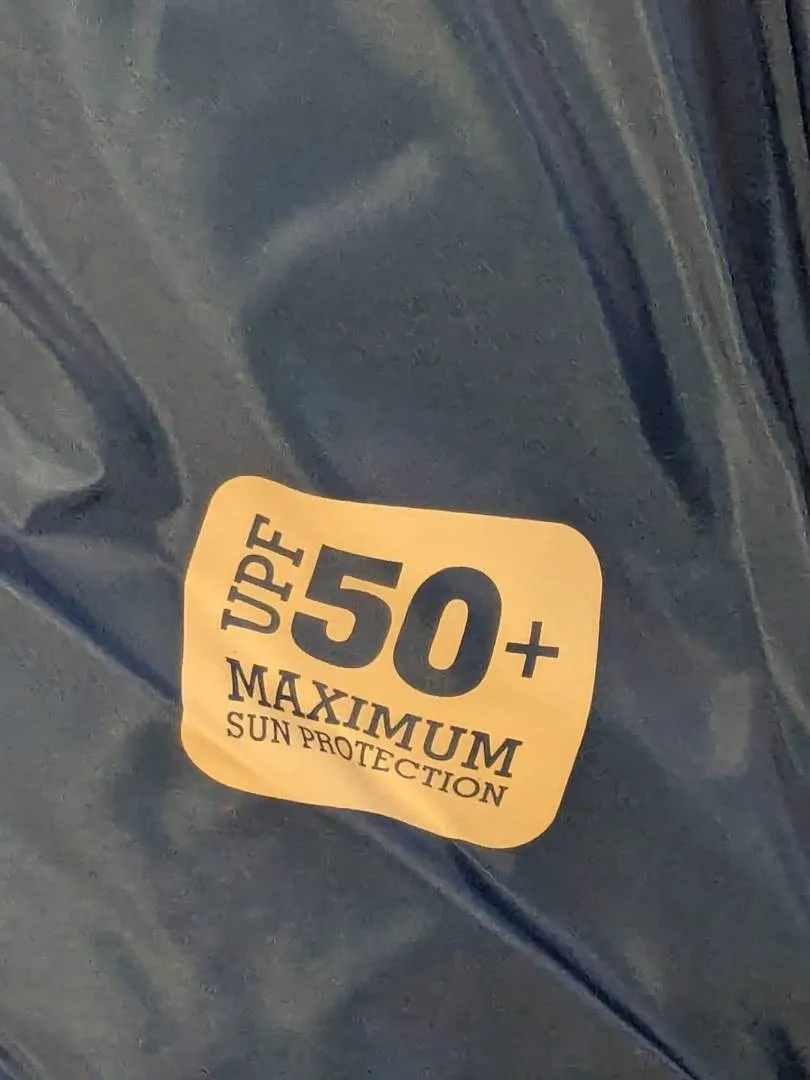 UPF 50+
MAXIMUM
SUN PROTECTION